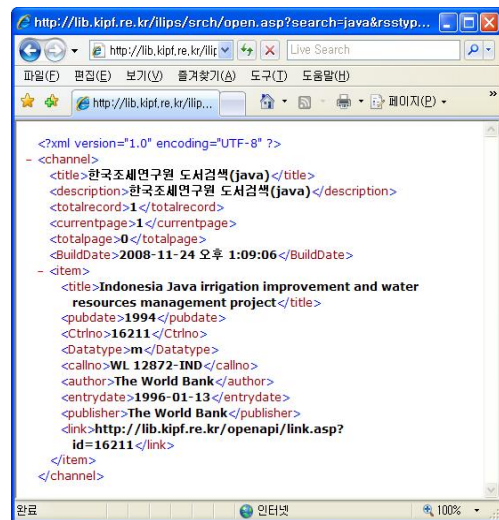 http://lib.kipf.re.kr/ilips/srch/open.asp?search=java&rsstyp...
http://lib.kipf.re.kr/ilip
Live Search
파일(F) 편집(E) 보기(V) 즐겨찾기(A) 도구(T) 도움말(H)
http://lib.kipf.re.kr/ilip...
페이지(P)
<?xml version="1.0" encoding="UTF-8" ?>
- <channel>
<title>한국조세연구원 도서검색(java)</title>
<description>한국조세연구원 도서검색(java)</description>
<totalrecord>1</totalrecord>
<currentpage>1</currentpage>
<totalpage>0</totalpage>
<BuildDate>2008-11-24 오후 1:09:06</BuildDate>
- <item>
<title>Indonesia Java irrigation improvement and water
resources management project</title>
<pubdate>1994</pubdate>
<Ctrlno>16211</Ctrlno>
<Datatype>m</Datatype>
<callno>WL 12872-IND</callno>
<author>The World Bank</author>
<entrydate>1996-01-13</entrydate>
<publisher>The World Bank</publisher>
<link>http://lib.kipf.re.kr/openapi/link.asp?
id=16211</link>
</item>
</channel>
완료
인터넷
100%